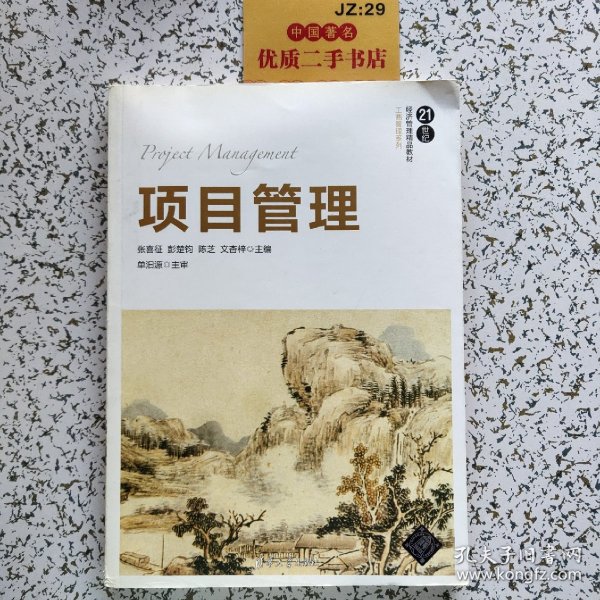 JZ:29
中国著名
优质二手书店
21世纪
经济管理精品教材
工商管理系列
Project Management
项目管理
张喜征 彭楚钧 陈芝 文杏梓◎主编
单汩源◎主审
孔夫子旧书网
www.kongfz.com